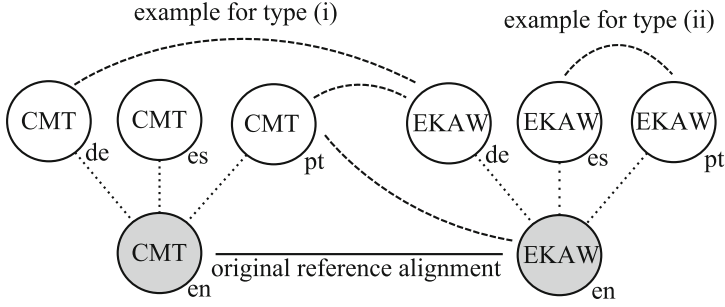 example for type (i)
example for type (ii)
CMT
CMT
CMT
EKAW
EKAW
EKAW
de
es
pt
de
es
pt
CMT
EKAW
original reference alignment
en
en